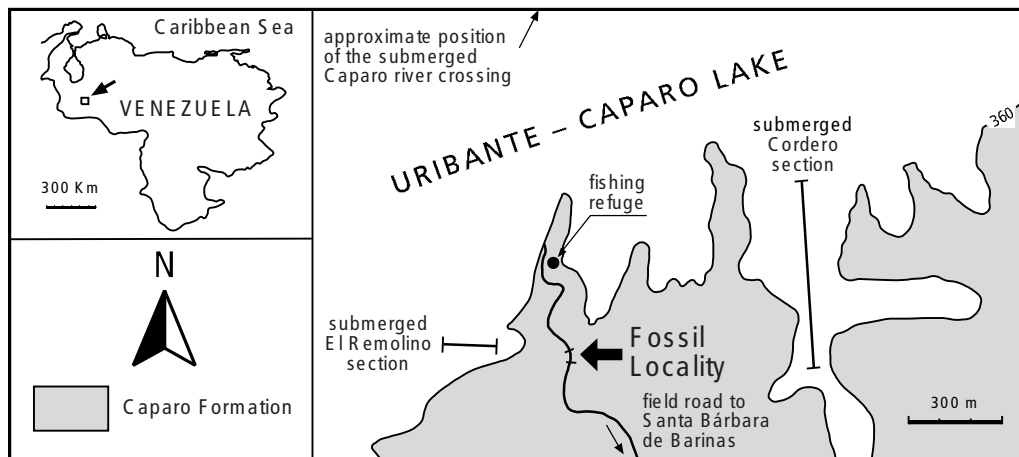 Caribbean Sea
VENEZUELA
300 Km
N
Caparo Formation
approximate position
of the submerged
Caparo river crossing
URIBANTE – CAPARO LAKE
360
submerged
Cordero
section
fishing
refuge
submerged
El Remolino
section
Fossil
Locality
field road to
Santa Bárbara
de Barinas
300 m